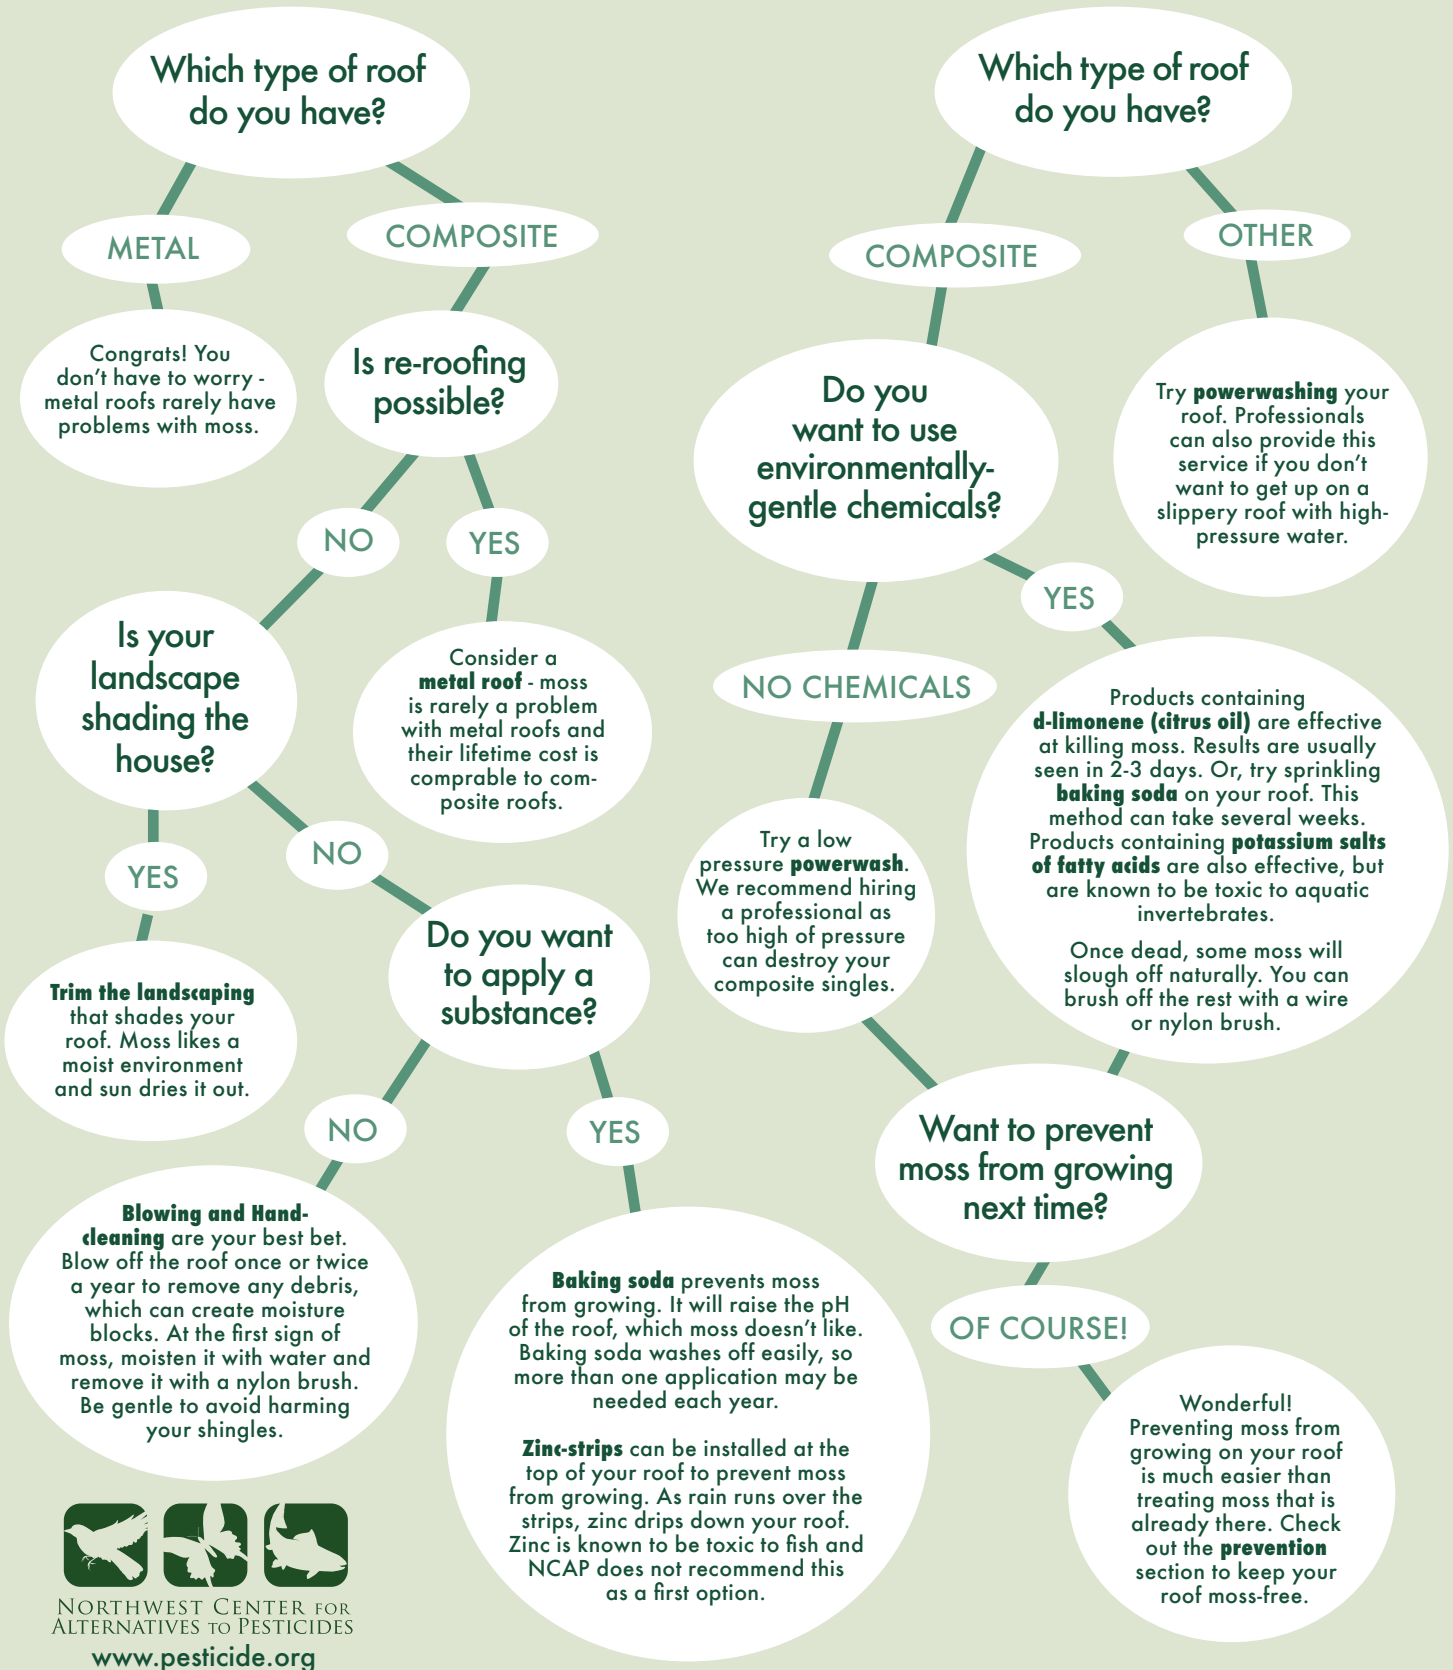 Which type of roof
do you have?
METAL
COMPOSITE
Congrats! You
don't have to worry -
metal roofs rarely have
problems with moss.
Is re-roofing
possible?
NO
YES
Is your
landscape
shading the
house?
Consider a
metal roof - moss
is rarely a problem
with metal roofs and
their lifetime cost is
comprable to com-
posite roofs.
YES
NO
Trim the landscaping
that shades your
roof. Moss likes a
moist environment
and sun dries it out.
Do you want
to apply a
substance?
NO
YES
Blowing and Hand-
cleaning are your best bet.
Blow off the roof once or twice
a year to remove any debris,
which can create moisture
blocks. At the first sign of
moss, moisten it with water and
remove it with a nylon brush.
Be gentle to avoid harming
your shingles.
Baking soda prevents moss
from growing. It will raise the pH
of the roof, which moss doesn't like.
Baking soda washes off easily, so
more than one application may be
needed each year.
Zinc-strips can be installed at the
top of your roof to prevent moss
from growing. As rain runs over the
strips, zinc drips down your roof.
Zinc is known to be toxic to fish and
NCAP does not recommend this
as a first option.
Which type of roof
do you have?
COMPOSITE
OTHER
Do you
want to use
environmentally-
gentle chemicals?
Try powerwashing your
roof. Professionals
can also provide this
service if you don't
want to get up on a
slippery roof with high-
pressure water.
NO CHEMICALS
YES
Try a low
pressure powerwash.
We recommend hiring
a professional as
too high of pressure
can destroy your
composite singles.
Products containing
d-limonene (citrus oil) are effective
at killing moss. Results are usually
seen in 2-3 days. Or, try sprinkling
baking soda on your roof. This
method can take several weeks.
Products containing potassium salts
of fatty acids are also effective, but
are known to be toxic to aquatic
invertebrates.
Once dead, some moss will
slough off naturally. You can
brush off the rest with a wire
or nylon brush.
Want to prevent
moss from growing
next time?
OF COURSE!
Wonderful!
Preventing moss from
growing on your roof
is much easier than
treating moss that is
already there. Check
out the prevention
section to keep your
roof moss-free.
NORTHWEST CENTER FOR
ALTERNATIVES TO PESTICIDES
www.pesticide.org